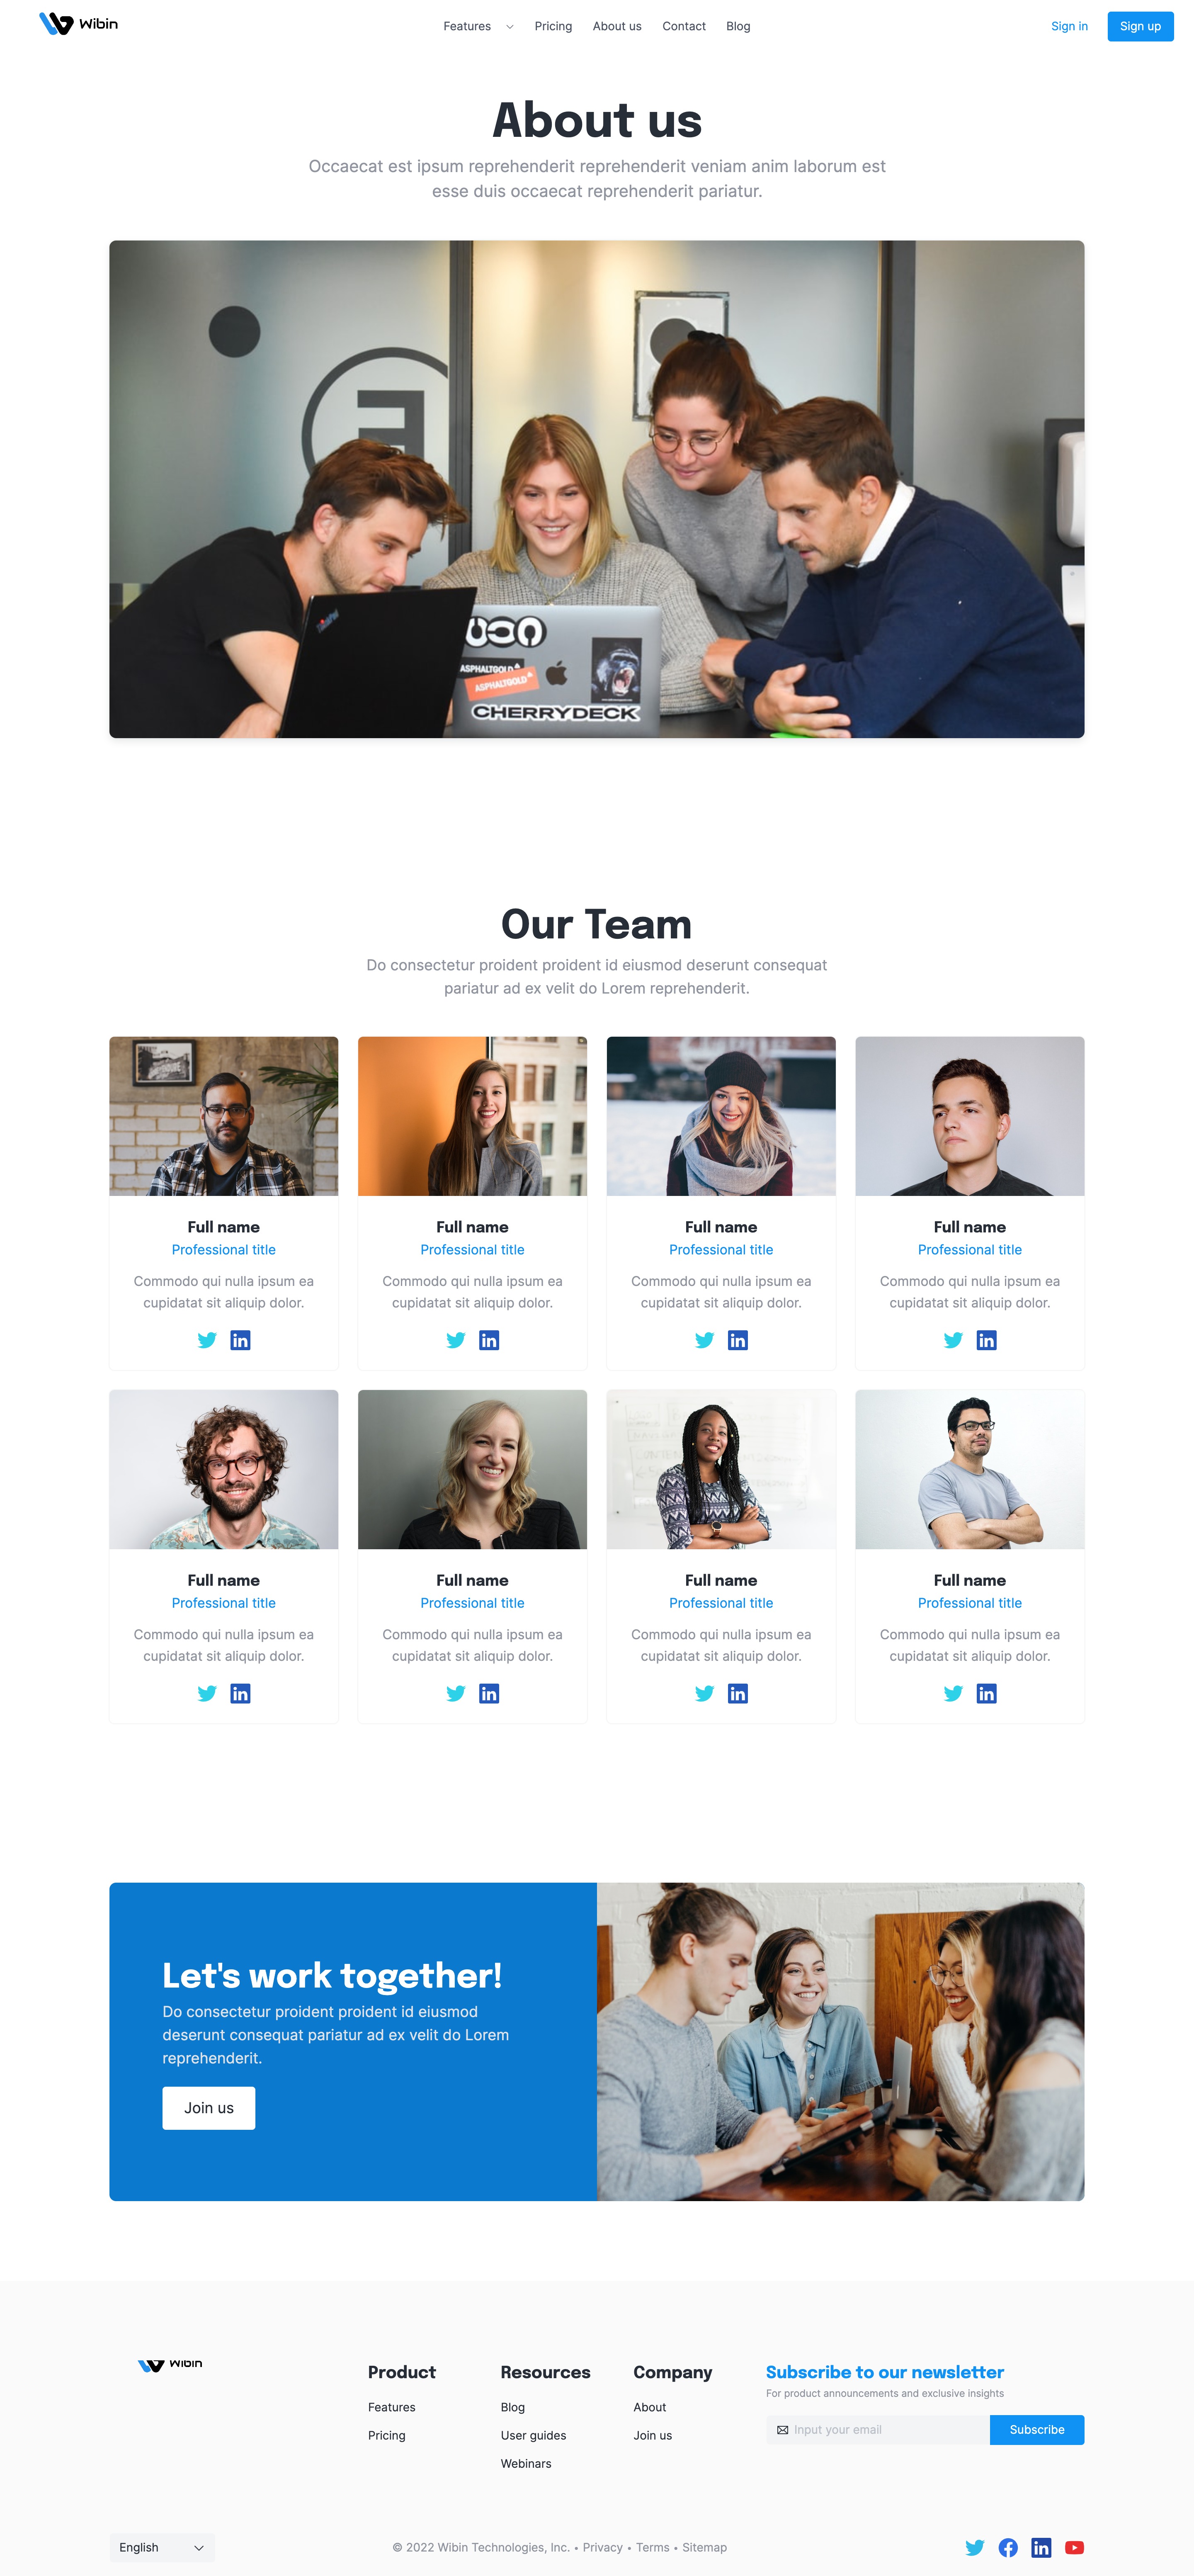 Wibin
Features
Pricing
About us
Contact
Blog
Sign in
Sign up
About us
Occaecat est ipsum reprehenderit reprehenderit veniam anim laborum est
esse duis occaecat reprehenderit pariatur.
ASPHALTGOLD
ASPHALTGOLD
CHERRYDECK
Our Team
Do consectetur proident proident id eiusmod deserunt consequat
pariatur ad ex velit do Lorem reprehenderit.
Full name
Professional title
Commodo qui nulla ipsum ea
cupidatat sit aliquip dolor.
in
Full name
Professional title
Commodo qui nulla ipsum ea
cupidatat sit aliquip dolor.
in
Full name
Professional title
Commodo qui nulla ipsum ea
cupidatat sit aliquip dolor.
in
Full name
Professional title
Commodo qui nulla ipsum ea
cupidatat sit aliquip dolor.
in
Full name
Professional title
Commodo qui nulla ipsum ea
cupidatat sit aliquip dolor.
in
Full name
Professional title
Commodo qui nulla ipsum ea
cupidatat sit aliquip dolor.
in
Full name
Professional title
Commodo qui nulla ipsum ea
cupidatat sit aliquip dolor.
in
Full name
Professional title
Commodo qui nulla ipsum ea
cupidatat sit aliquip dolor.
in
Let's work together!
Do consectetur proident proident id eiusmod
deserunt consequat pariatur ad ex velit do Lorem
reprehenderit.
Join us
Wibin
Product
Features
Pricing
Resources
Blog
User guides
Webinars
Company
About
Join us
Subscribe to our newsletter
For product announcements and exclusive insights
Input your email
Subscribe
English
© 2022 Wibin Technologies, Inc. • Privacy • Terms • Sitemap
in